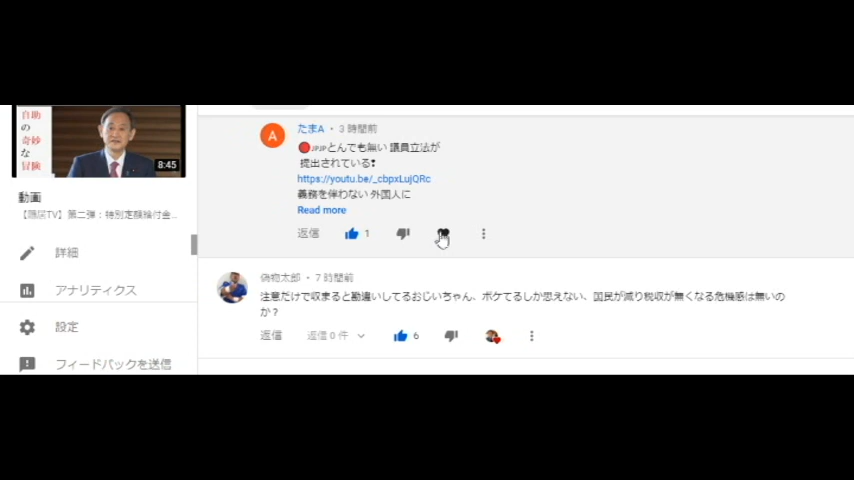 自助
の
奇妙
な
冒険
8:45
動画
【隠居TV】第二弾：特別定額給付金...
詳細
アナリティクス
設定
フィードバックを送信
A
たまA • 3 時間前
🔴JPJPとんでも無い 議員立法が
提出されている❢
https://youtu.be/_cbpxLujQRc
義務を伴わない 外国人に
Read more
返信 1
偽物太郎 • 7 時間前
注意だけで収まると勘違いしてるおじいちゃん、ボケてるしか思えない、国民が減り税収が無くなる危機感は無いの
か？
返信 返信 0 件 6